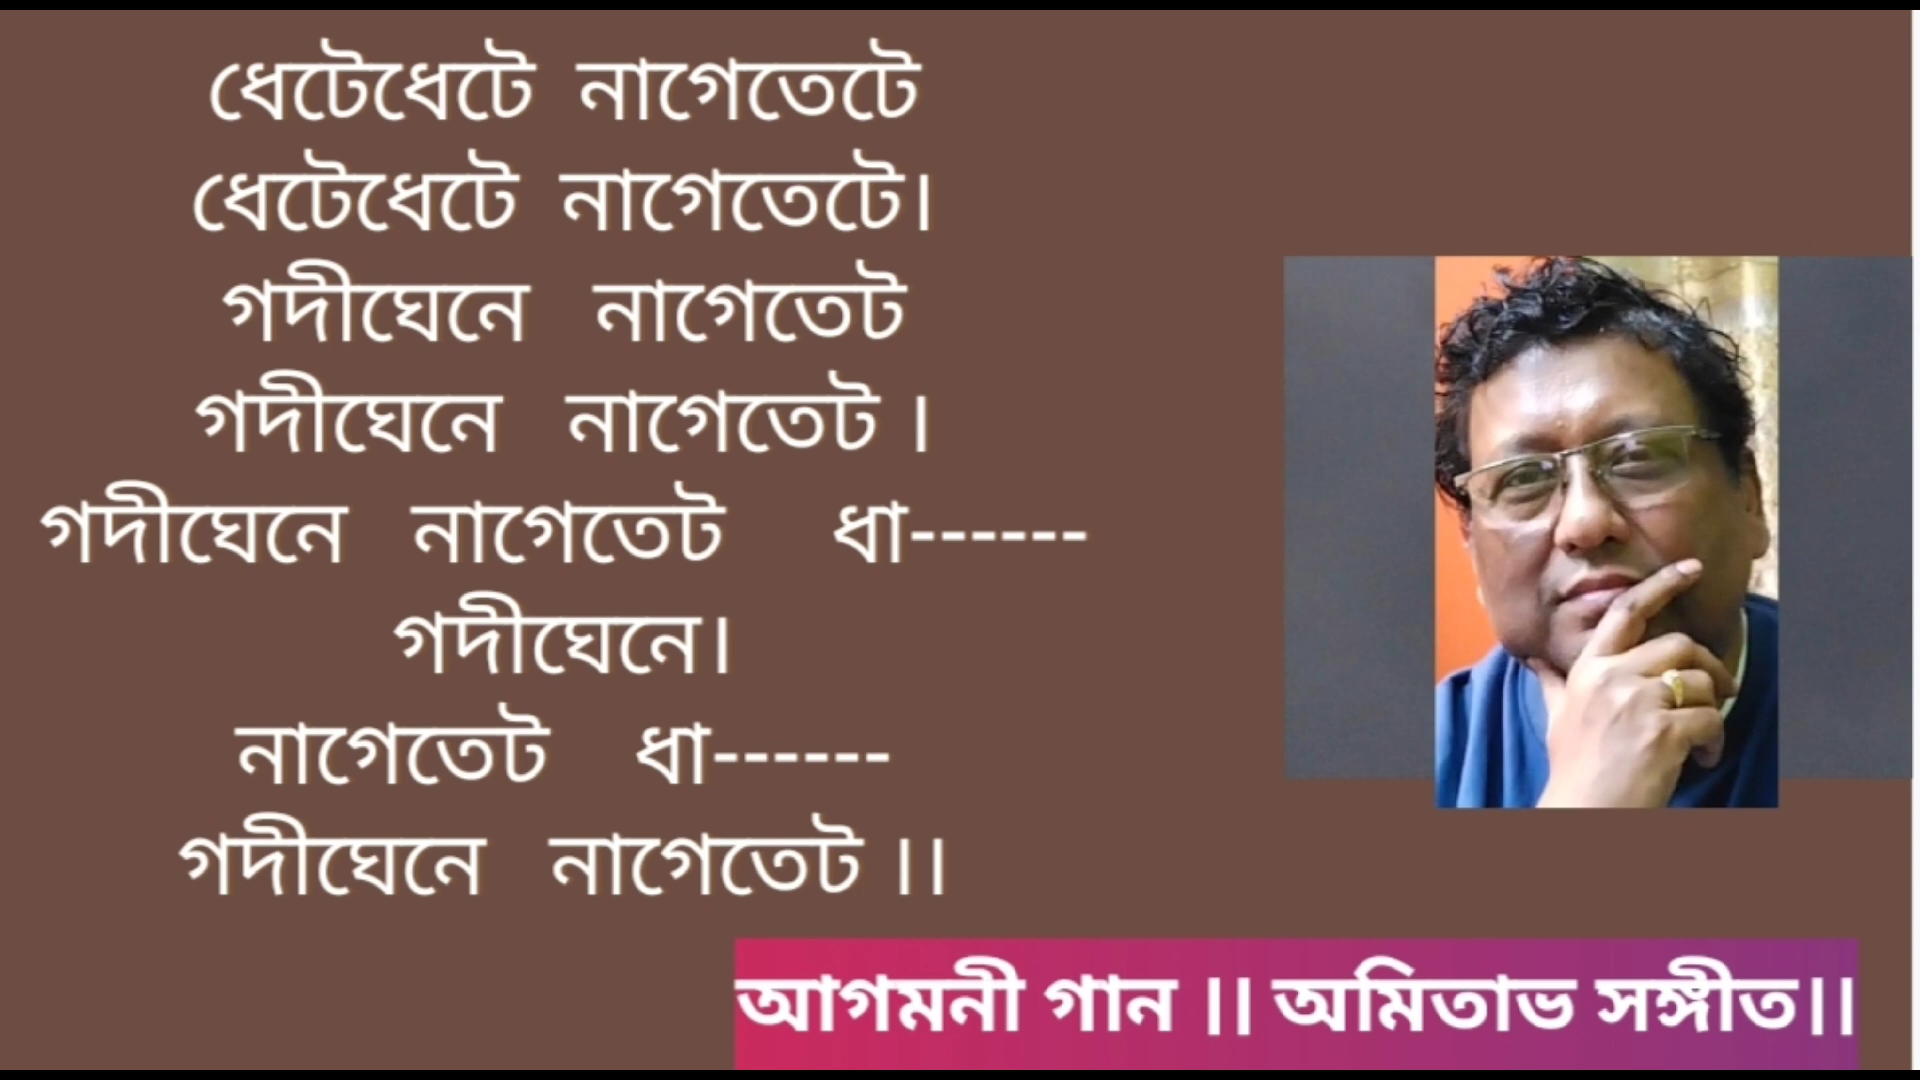 ধেটেধেটে নাগেতেটে
ধেটেধেটে নাগেতেটে।
গদীঘেনে নাগেতেট
গদীঘেনে নাগেতেট ।
গদীঘেনে নাগেতেট ধা------
গদীঘেনে।
নাগেতেট ধা------
গদীঘেনে নাগেতেট ।।
আগমনী গান ।। অমিতাভ সঙ্গীত।।